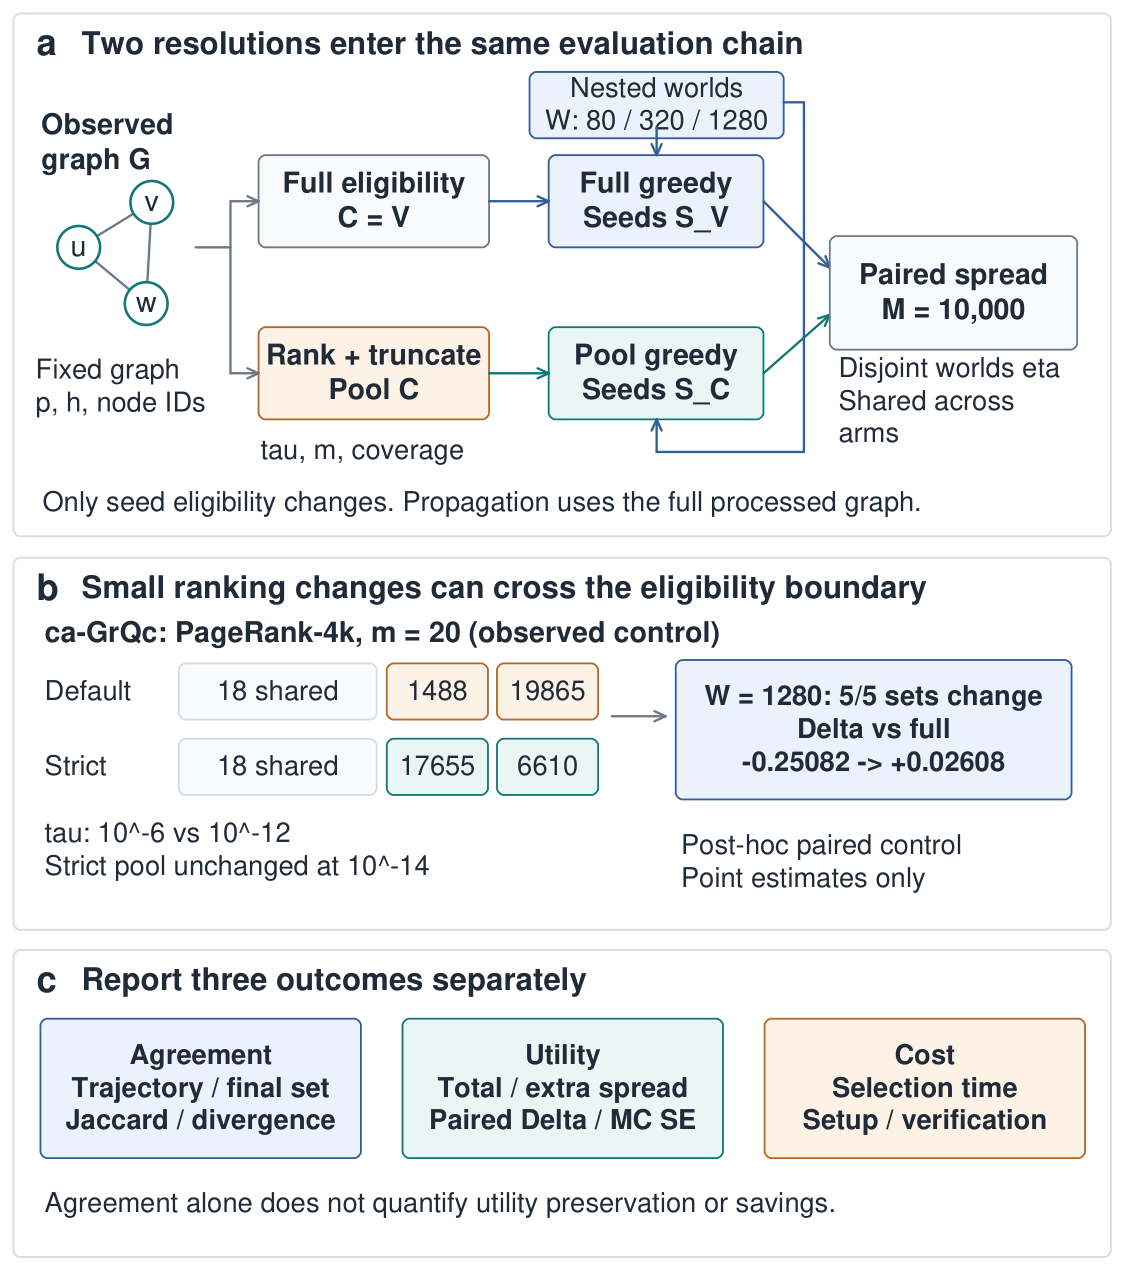 a Two resolutions enter the same evaluation chain
Nested worlds
W: 80 / 320 / 1280
Observed
graph G
v
u
w
Full eligibility
C = V
Full greedy
Seeds S_V
Paired spread
M = 10,000
Rank + truncate
Pool C
Pool greedy
Seeds S_C
Fixed graph
p, h, node IDs
Disjoint worlds eta
Shared across
arms
tau, m, coverage
Only seed eligibility changes. Propagation uses the full processed graph.
b Small ranking changes can cross the eligibility boundary
ca-GrQc: PageRank-4k, m = 20 (observed control)
Default 18 shared 1488 19865
Strict 18 shared 17655 6610
W = 1280: 5/5 sets change
Delta vs full
-0.25082 -> +0.02608
tau: 10^-6 vs 10^-12
Strict pool unchanged at 10^-14
Post-hoc paired control
Point estimates only
c Report three outcomes separately
Agreement
Trajectory / final set
Jaccard / divergence
Utility
Total / extra spread
Paired Delta / MC SE
Cost
Selection time
Setup / verification
Agreement alone does not quantify utility preservation or savings.